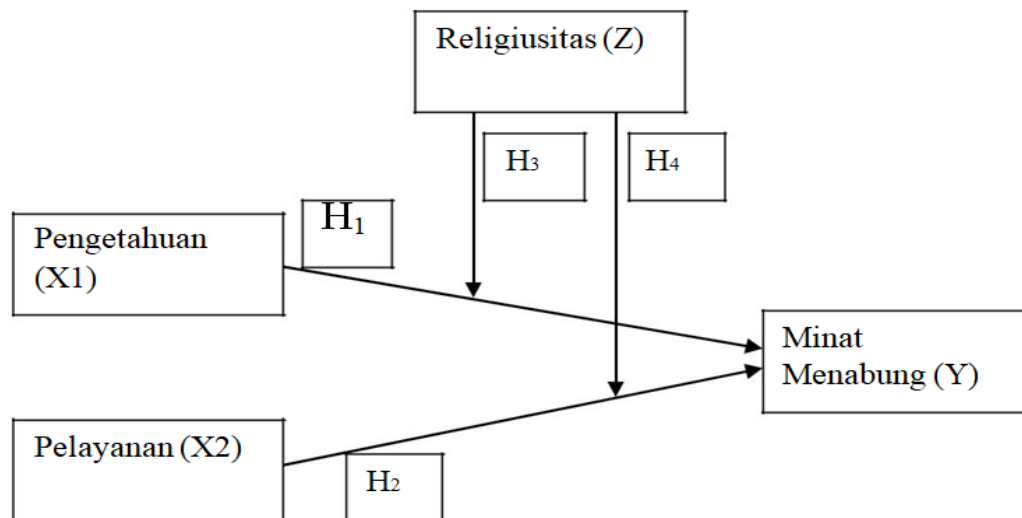 Religiusitas (Z)
H3
H4
H1
Pengetahuan
(X1)
Minat
Menabung (Y)
Pelayanan (X2)
H2